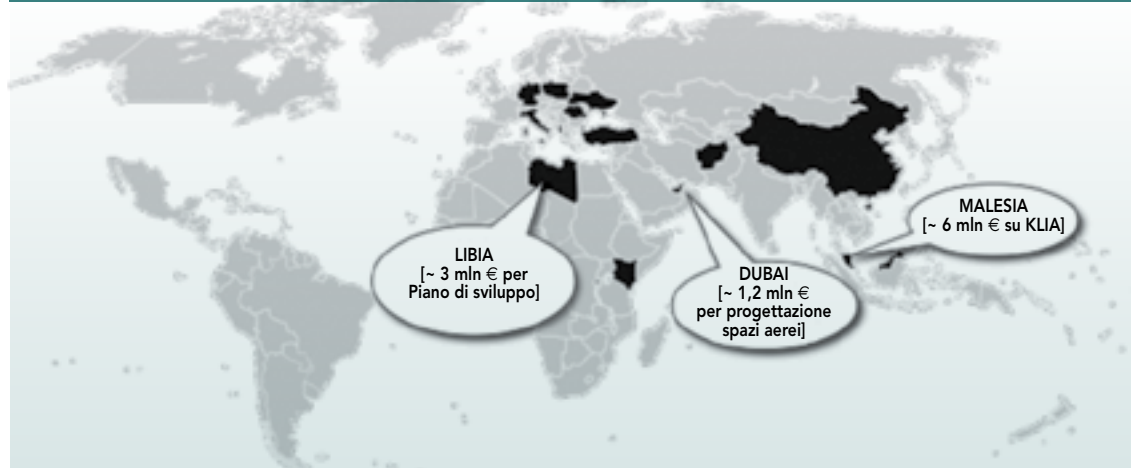 LIBIA
[~ 3 mln € per
Piano di sviluppo]
DUBAI
[~ 1,2 mln €
per progettazione
spazi aerei]
MALESIA
[~ 6 mln € su KLIA]